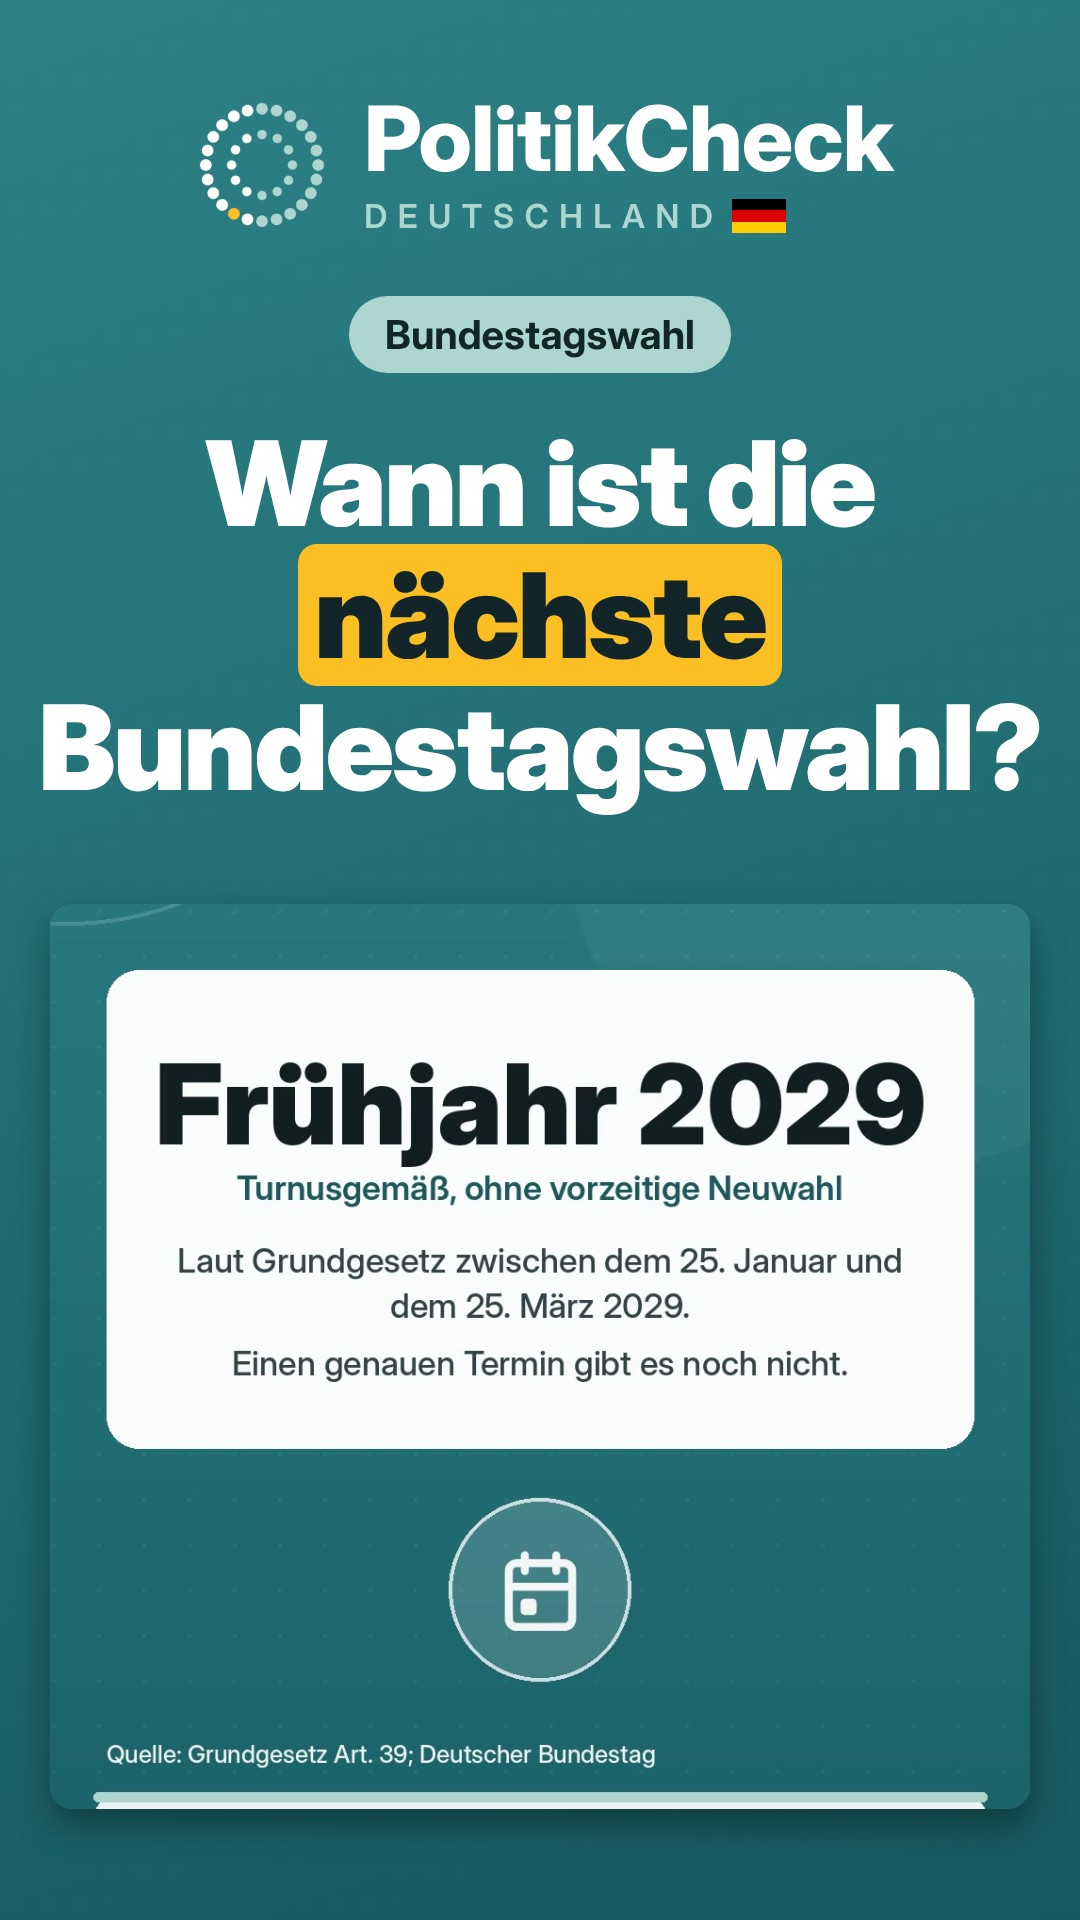 PolitikCheck
DEUTSCHLAND
Bundestagswahl
Wann ist die
nächste
Bundestagswahl?
Frühjahr 2029
Turnusgemäß, ohne vorzeitige Neuwahl
Laut Grundgesetz zwischen dem 25. Januar und
dem 25. März 2029.
Einen genauen Termin gibt es noch nicht.
Quelle: Grundgesetz Art. 39; Deutscher Bundestag